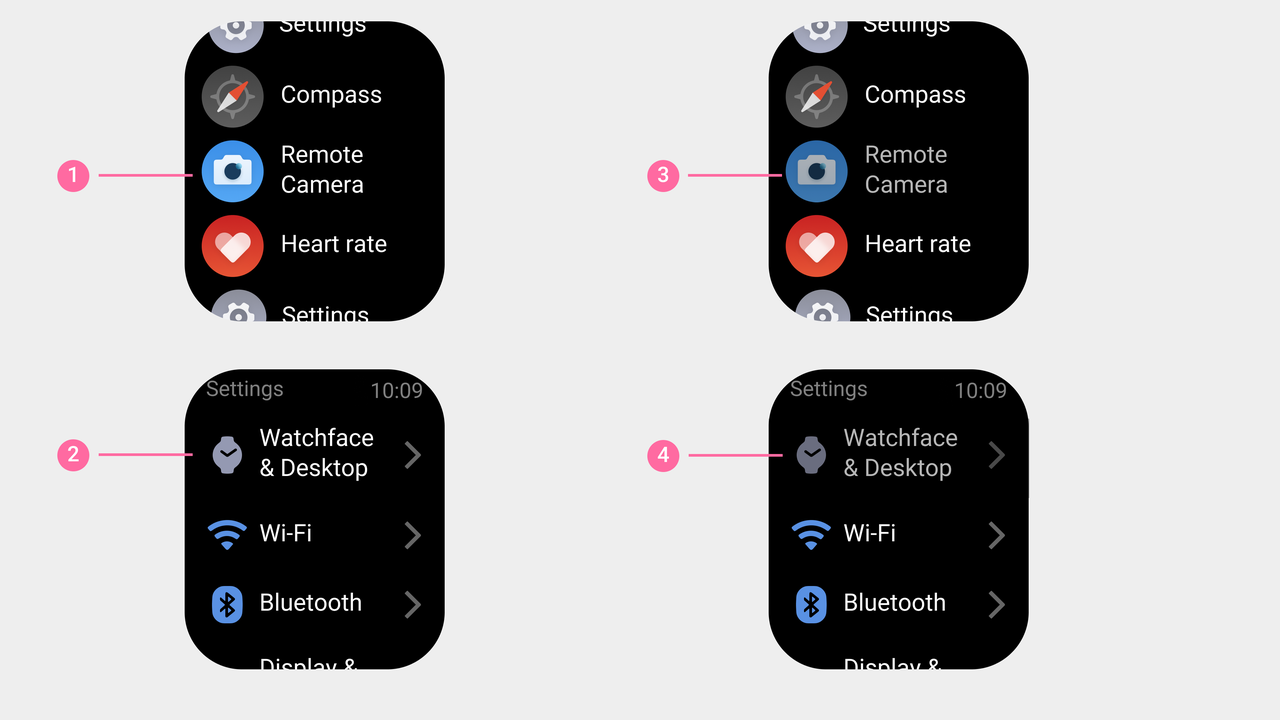 Settings
Compass
1
Remote
Camera
Heart rate
Settings
Settings
Compass
3
Remote
Camera
Heart rate
Settings
Settings 10:09
2
Watchface
& Desktop
Wi-Fi
Bluetooth
Display &
Settings 10:09
4
Watchface
& Desktop
Wi-Fi
Bluetooth
Display &